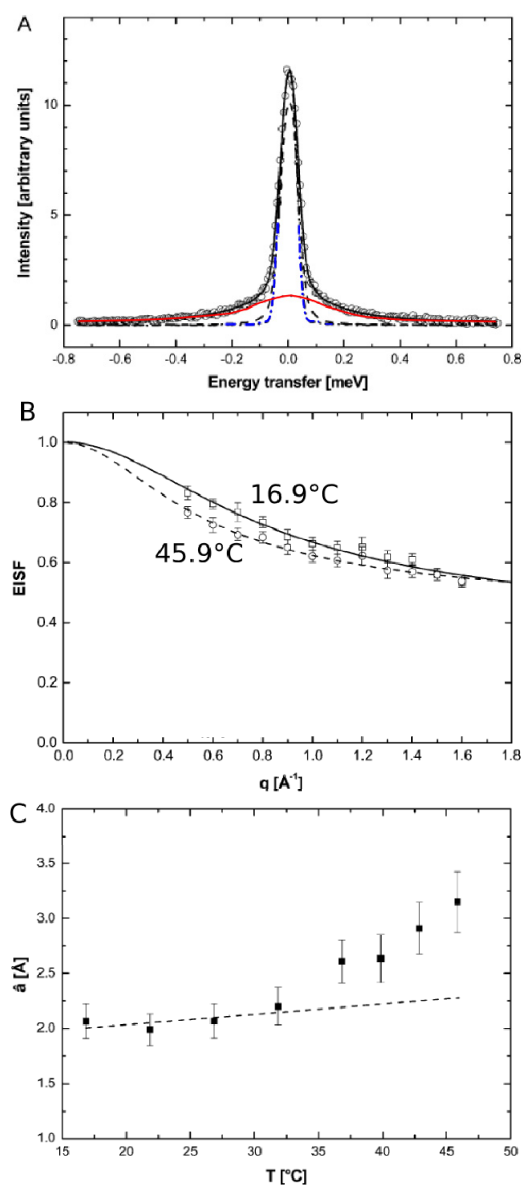 A
Intensity [arbitrary units]
10
5
0
-0.8 -0.6 -0.4 -0.2 0.0 0.2 0.4 0.6 0.8
Energy transfer [meV]
B
EISF
1.0
0.8
0.6
0.4
0.2
0.0
16.9°C
45.9°C
0.0 0.2 0.4 0.6 0.8 1.0 1.2 1.4 1.6 1.8
q [Å-1]
C
â [Å]
4.0
3.5
3.0
2.5
2.0
1.5
1.0
15 20 25 30 35 40 45 50
T [°C]